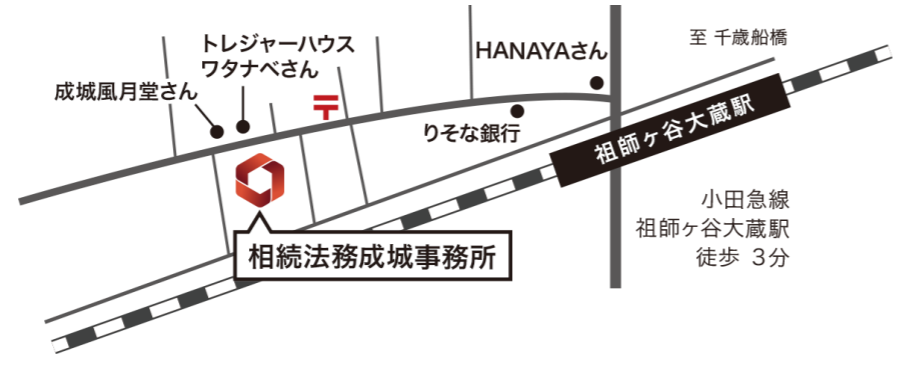 トレジャーハウス
ワタナベさん
成城風月堂さん
〒
HANAYAさん
至 千歳船橋
りそな銀行
祖師ヶ谷大蔵駅
小田急線
祖師ヶ谷大蔵駅
徒歩 3分
相続法務成城事務所